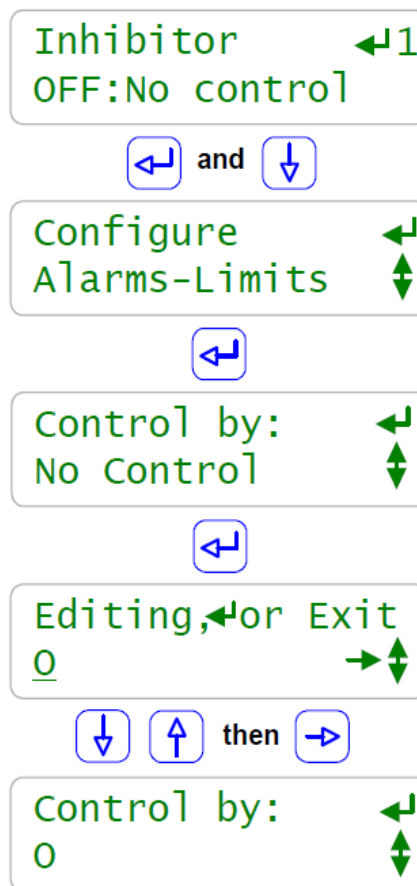 Inhibitor ↵1
OFF:No control
and
Configure ↵
Alarms-Limits
Control by: ↵
No Control
Editing,↵or Exit
O
then
Control by: ↵
O